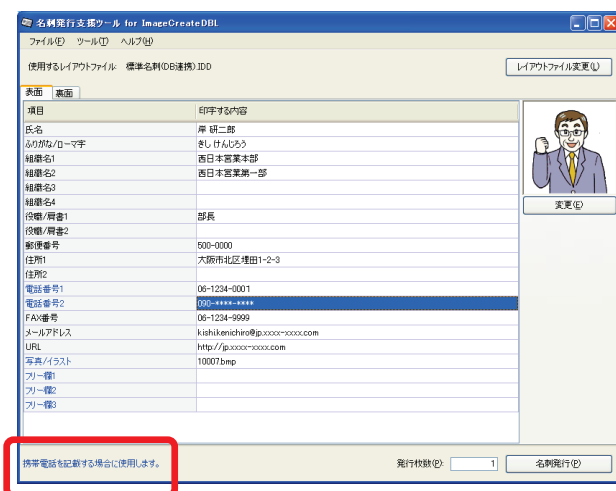 名刺発行支援ツール for ImageCreateDBL
ファイル(F) ツール(T) ヘルプ(H)
使用するレイアウトファイル 標準名刺(DB連携).IDD レイアウトファイル変更(L)
表面 裏面
項目 印字する内容
氏名 岸 研二郎
ふりがな/ローマ字 きし けんじろう
組織名1 西日本営業本部
組織名2 西日本営業第一部
組織名3
組織名4
役職/肩書1 部長
役職/肩書2
郵便番号 500-0000
住所1 大阪市北区埋田1-2-3
住所2
電話番号1 06-1234-0001
電話番号2 090-****-****
FAX番号 06-1234-9999
メールアドレス kishikenichiro@jp.xxxx-xxxx.com
URL http://jp.xxxx-xxxx.com
写真/イラスト 10007.bmp
フリー欄1
フリー欄2
フリー欄3
変更(E)
携帯電話を記載する場合に使用します。 発行枚数(P): 1 名刺発行(P)